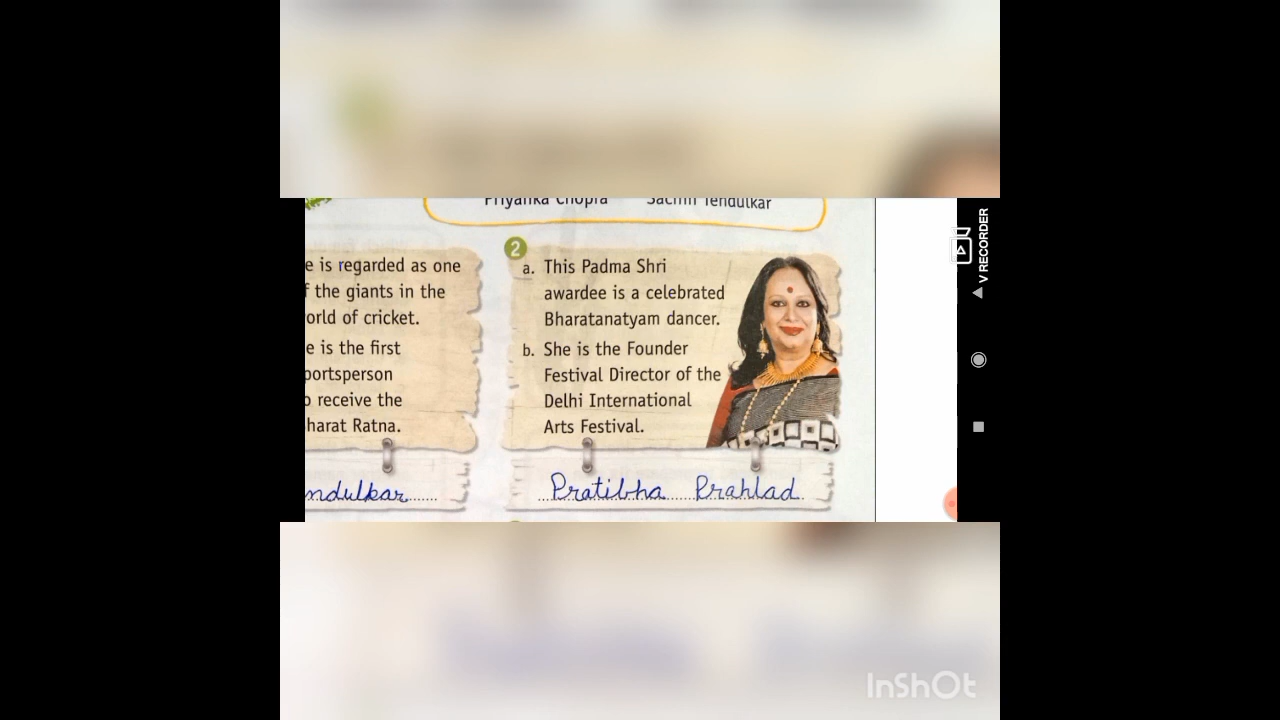 Priyanka Chopra Sachin Tendulkar
e is regarded as one
f the giants in the
orld of cricket.
e is the first
portsperson
o receive the
harat Ratna.
ndulkar
2
a. This Padma Shri
awardee is a celebrated
Bharatanatyam dancer.
b. She is the Founder
Festival Director of the
Delhi International
Arts Festival.
Pratibha Prahlad
V RECORDER
InShOt